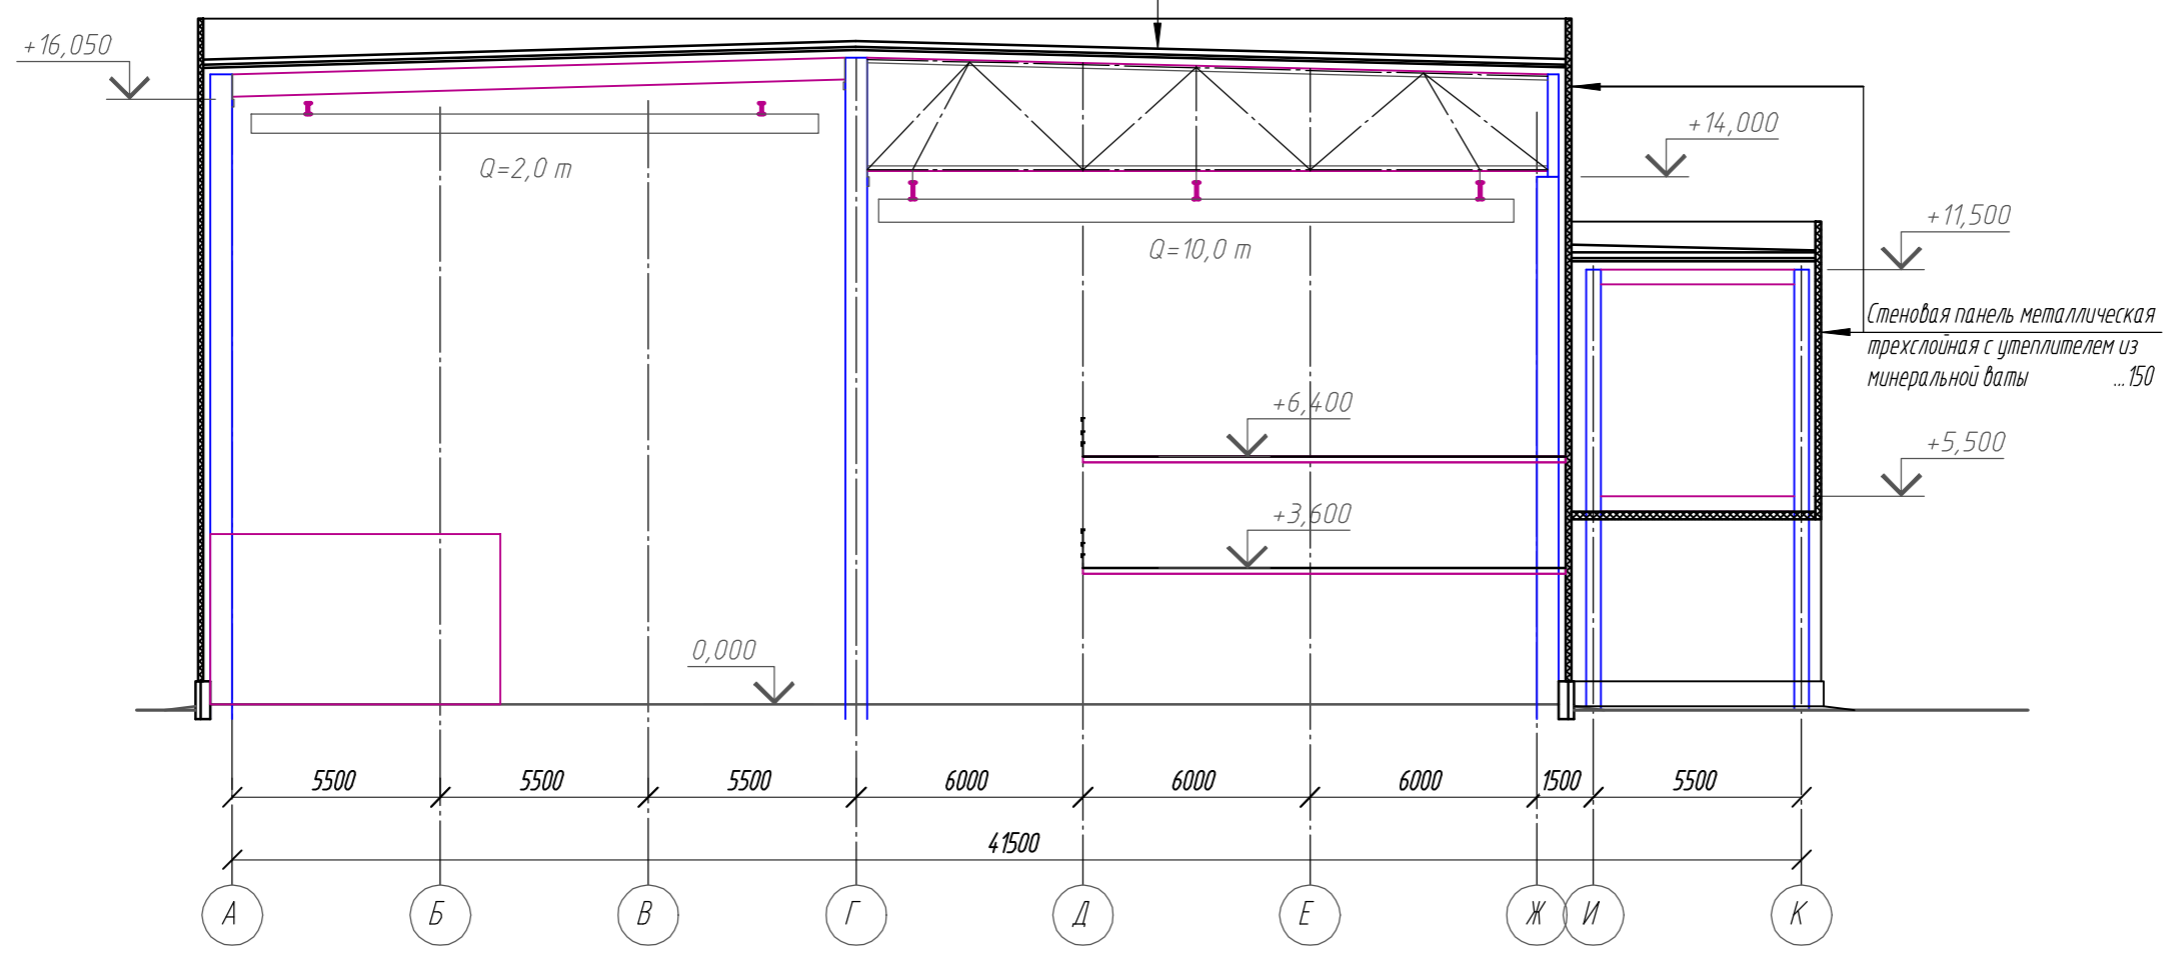 +16,050
+14,000
Q=2,0 т
+11,500
Q=10,0 т
Стеновая панель металлическая
трехслойная с утеплителем из
минеральной ваты ...150
+6,400
+5,500
+3,600
0,000
5500 5500 5500 6000 6000 6000 1500 5500
41500
А Б В Г Д Е Ж И К